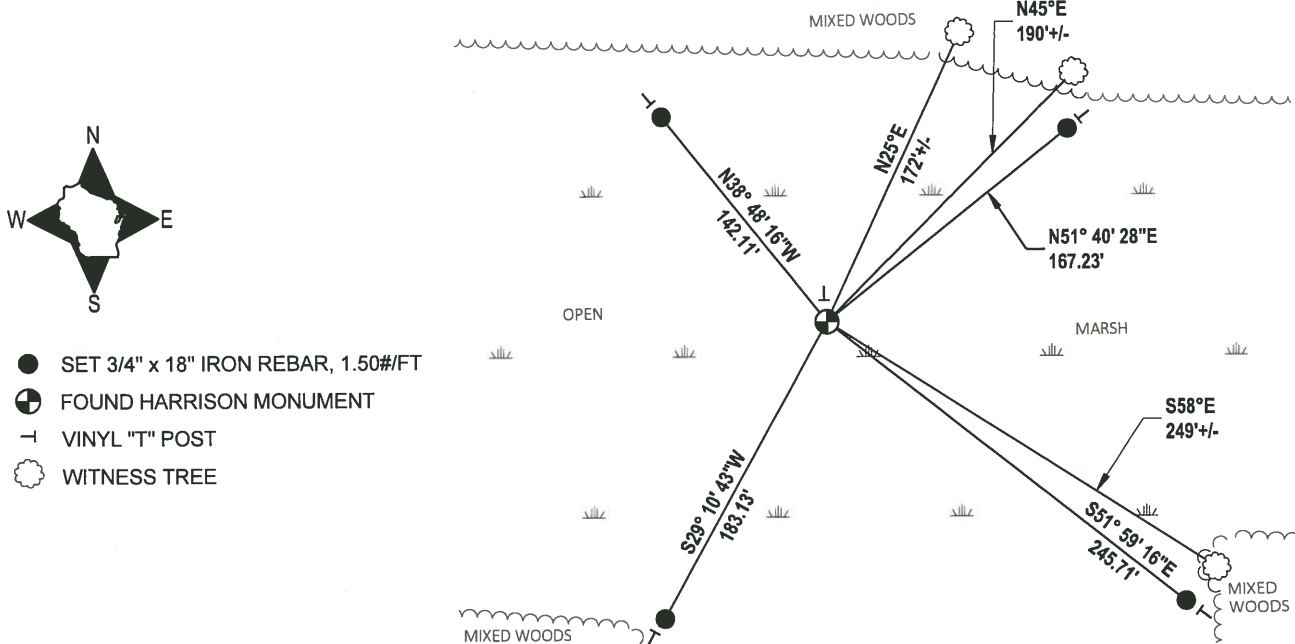 MIXED WOODS
N45°E
190'+/-
N
W
E
S
N25°E
172'+/-
N38° 48' 16"W
142.11'
N51° 40' 28"E
167.23'
OPEN
MARSH
SET 3/4" x 18" IRON REBAR, 1.50#/FT
FOUND HARRISON MONUMENT
VINYL "T" POST
WITNESS TREE
S58°E
249'+/-
S29° 10' 43"W
183.13'
S51° 59' 16"E
245.71'
MIXED
WOODS
MIXED WOODS